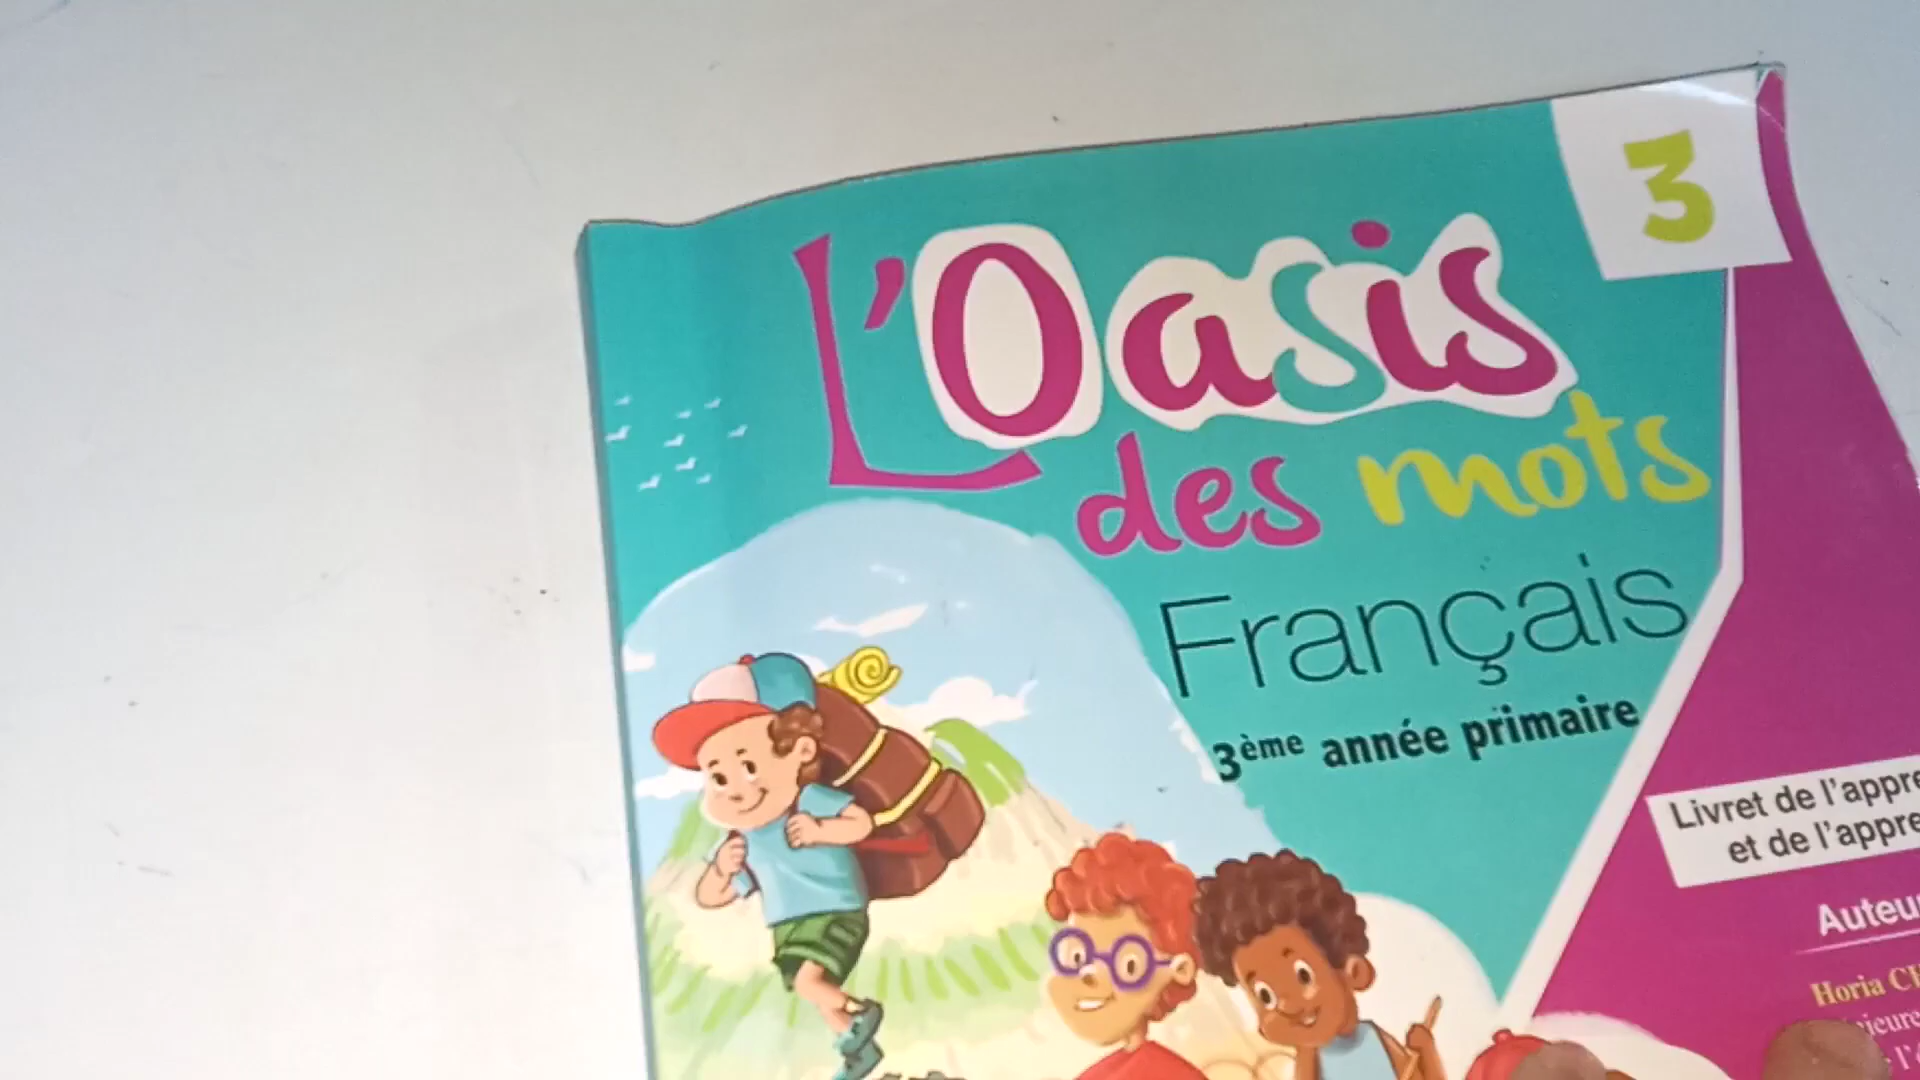 3
L'Oasis
des mots
Français
3ème année primaire
Livret de l'appre
et de l'appre
Auteu
Horia